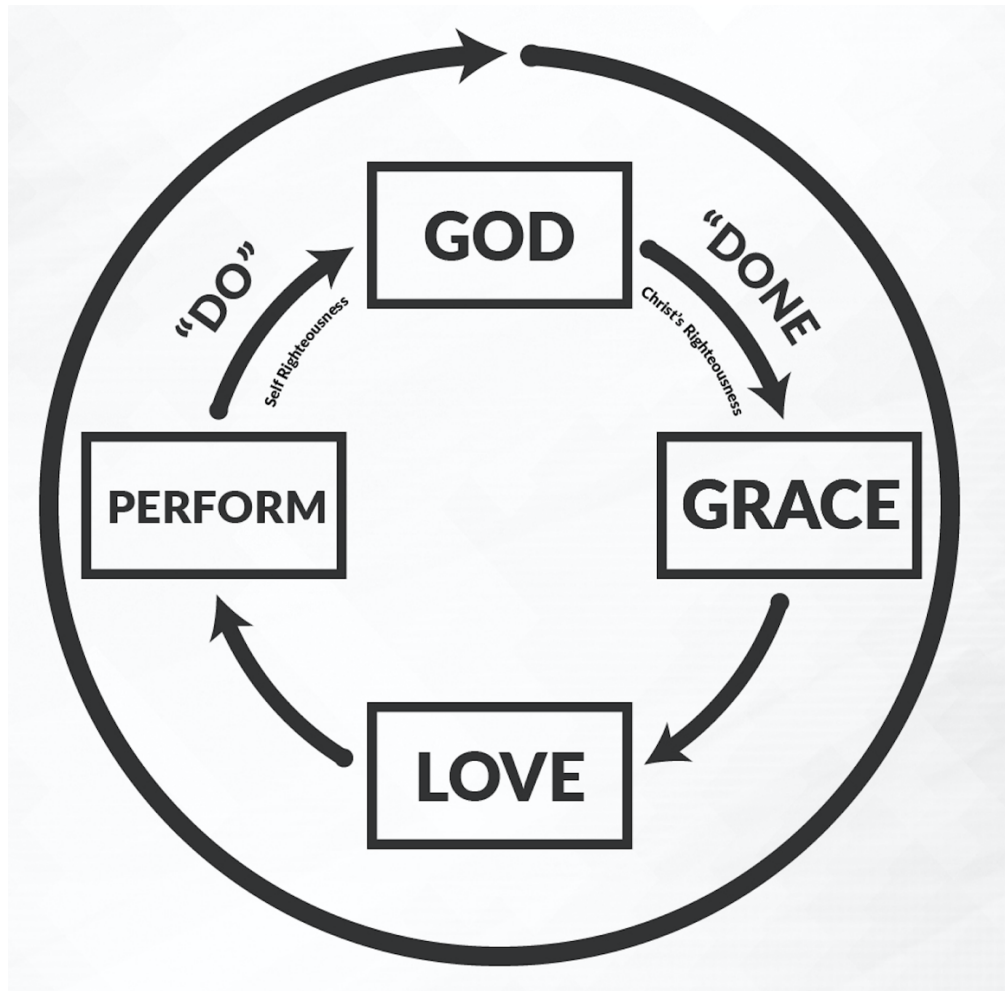 GOD
“DONE
Christ's Righteousness
GRACE
LOVE
PERFORM
“DO”
Self Righteousness